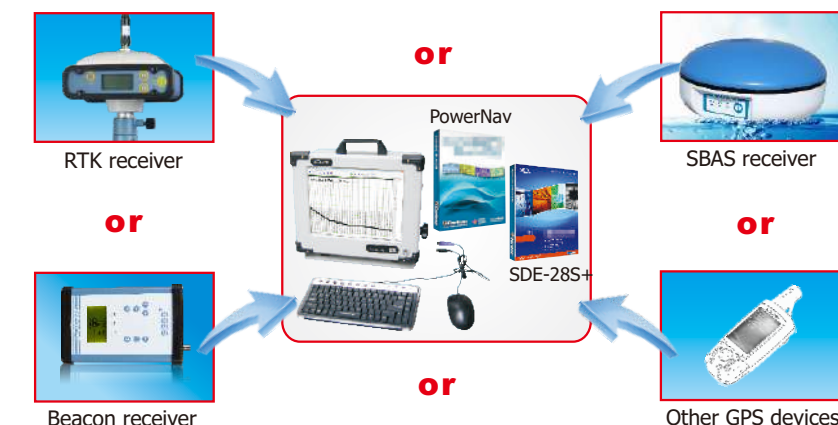 or
PowerNav
RTK receiver
SBAS receiver
or
or
SDE-28S+
or
Beacon receiver
Other GPS devices